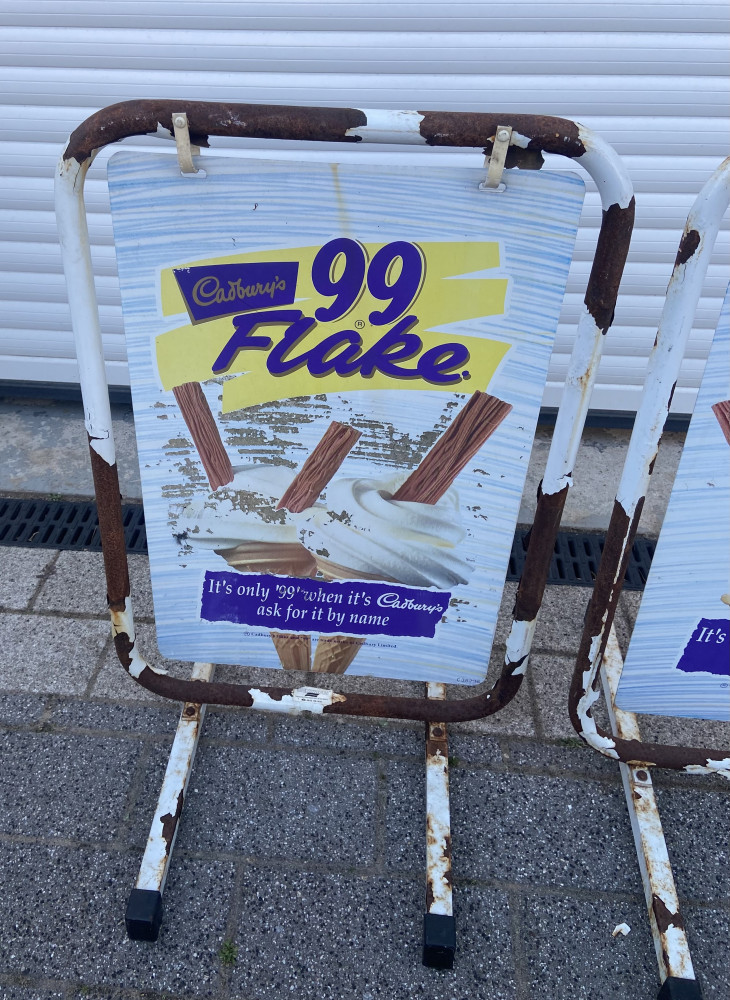 Cadbury's
99
Flake®
It's only '99' when it's Cadbury's
ask for it by name
It's